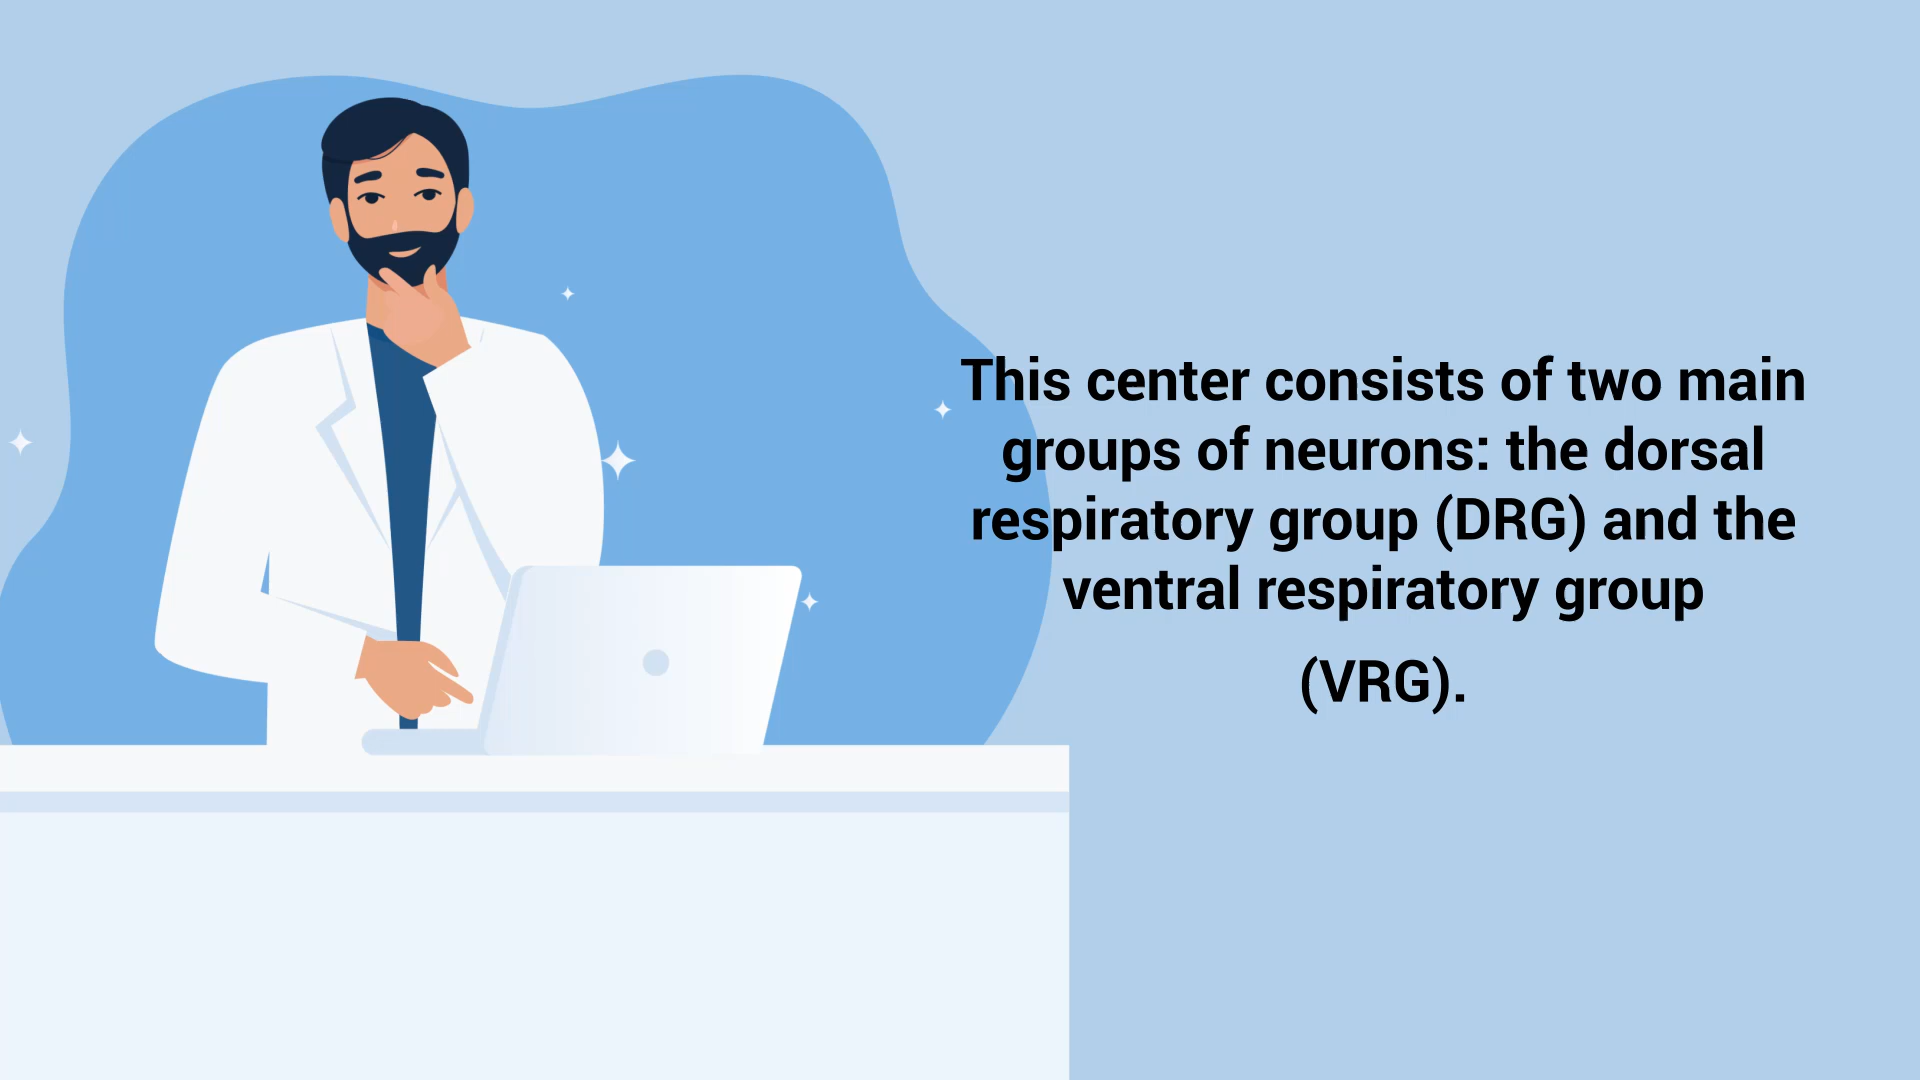 This center consists of two main
groups of neurons: the dorsal
respiratory group (DRG) and the
ventral respiratory group
(VRG).